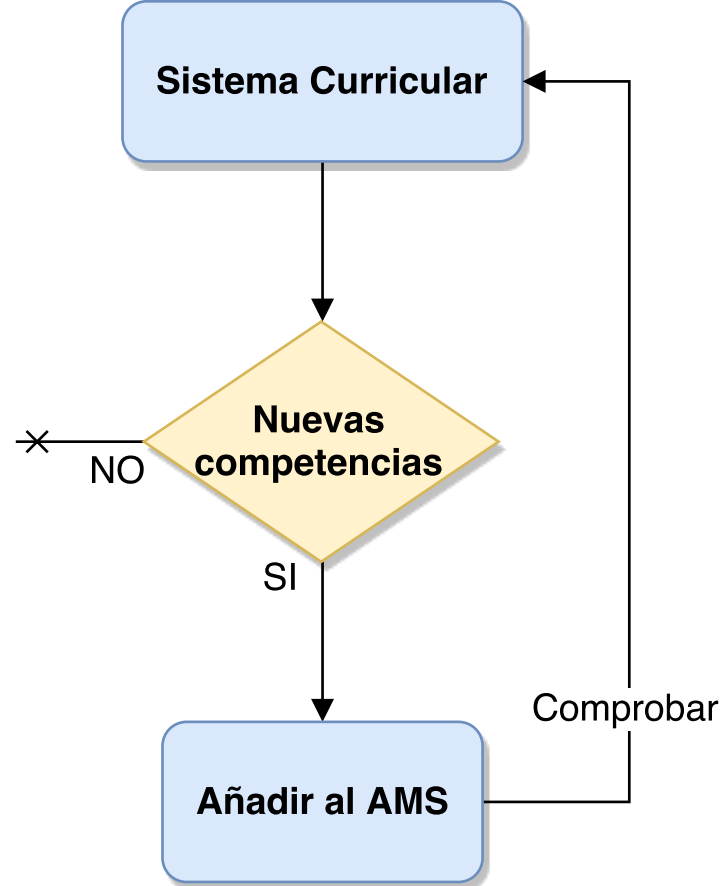 Sistema Curricular
Nuevas
competencias
NO
SI
Comprobar
Añadir al AMS